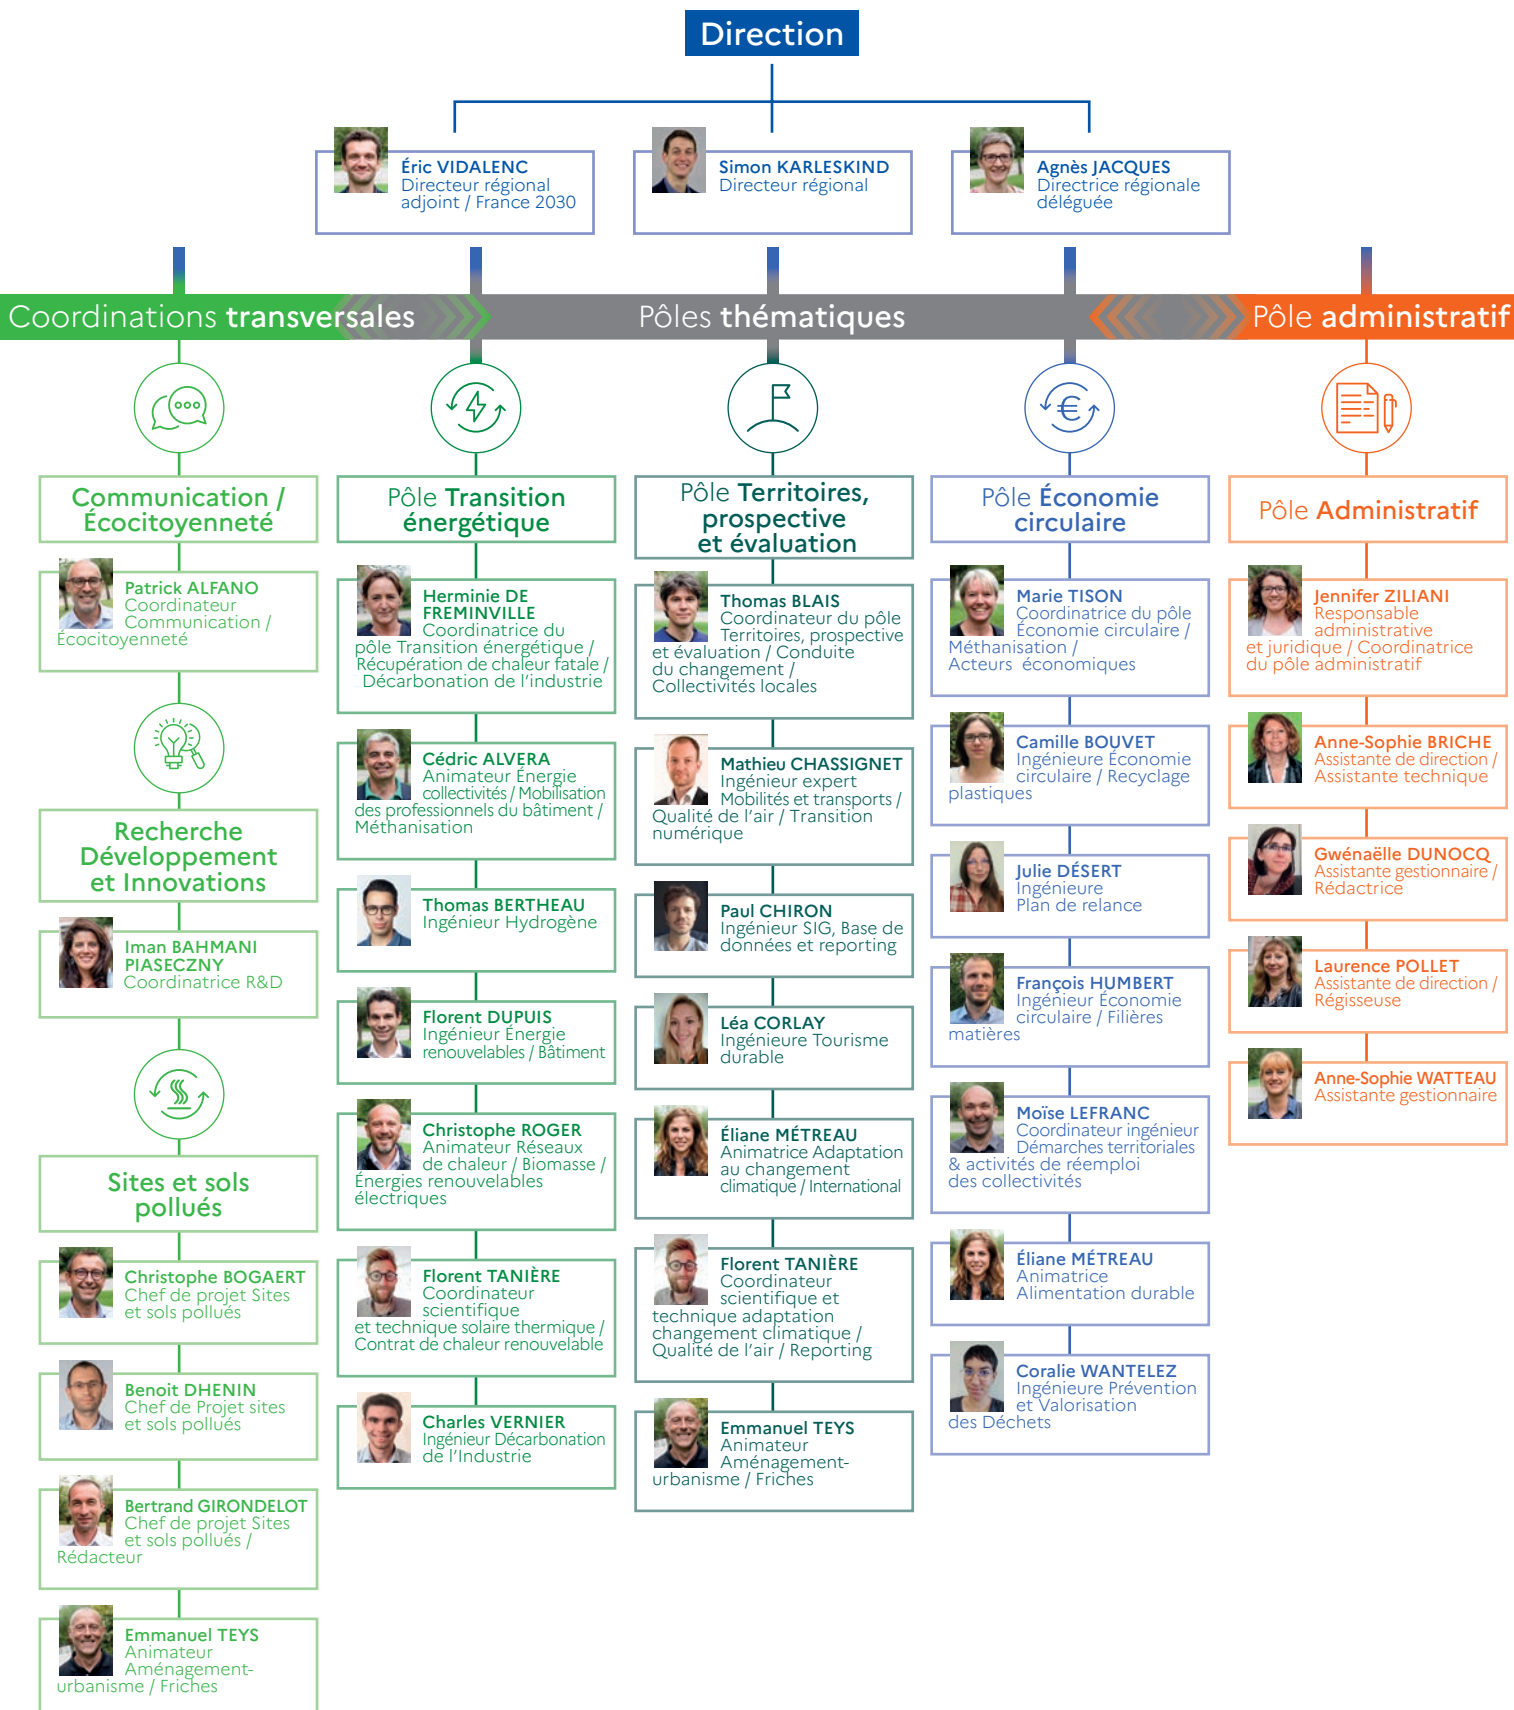 Direction
Éric VIDALENC
Directeur régional
adjoint / France 2030
Simon KARLESKIND
Directeur régional
Agnès JACQUES
Directrice régionale
déléguée
Coordinations transversales
Pôles thématiques
Pôle administratif
Communication /
Écocitoyenneté
Patrick ALFANO
Coordinateur
Communication /
Écocitoyenneté
Recherche
Développement
et Innovations
Iman BAHMANI
PIASECZNY
Coordinatrice R&D
Sites et sols
pollués
Christophe BOGAERT
Chef de projet Sites
et sols pollués
Benoit DHENIN
Chef de Projet sites
et sols pollués
Bertrand GIRONDELOT
Chef de projet Sites
et sols pollués /
Rédacteur
Emmanuel TEYS
Animateur
Aménagement-
urbanisme / Friches
Pôle Transition
énergétique
Herminie DE
FREMINVILLE
Coordinatrice du
pôle Transition énergétique /
Récupération de chaleur fatale /
Décarbonation de l'industrie
Cédric ALVERA
Animateur Énergie
collectivités / Mobilisation
des professionnels du bâtiment /
Méthanisation
Thomas BERTHEAU
Ingénieur Hydrogène
Florent DUPUIS
Ingénieur Énergie
renouvelables / Bâtiment
Christophe ROGER
Animateur Réseaux
de chaleur / Biomasse /
Énergies renouvelables
électriques
Florent TANIÈRE
Coordinateur
scientifique
et technique solaire thermique /
Contrat de chaleur renouvelable
Charles VERNIER
Ingénieur Décarbonation
de l'Industrie
Pôle Territoires,
prospective
et évaluation
Thomas BLAIS
Coordinateur du pôle
Territoires, prospective
et évaluation / Conduite
du changement /
Collectivités locales
Mathieu CHASSIGNET
Ingénieur expert
Mobilités et transports /
Qualité de l'air / Transition
numérique
Paul CHIRON
Ingénieur SIG, Base de
données et reporting
Léa CORLAY
Ingénieure Tourisme
durable
Éliane MÉTREAU
Animatrice Adaptation
au changement
climatique / International
Florent TANIÈRE
Coordinateur
scientifique et
technique adaptation
changement climatique /
Qualité de l'air / Reporting
Emmanuel TEYS
Animateur
Aménagement-
urbanisme / Friches
Pôle Économie
circulaire
Marie TISON
Coordinatrice du pôle
Économie circulaire /
Méthanisation /
Acteurs économiques
Camille BOUVET
Ingénieure Économie
circulaire / Recyclage
plastiques
Julie DÉSERT
Ingénieure
Plan de relance
François HUMBERT
Ingénieur Économie
circulaire / Filières
matières
Moïse LEFRANC
Coordinateur ingénieur
Démarches territoriales
& activités de réemploi
des collectivités
Éliane MÉTREAU
Animatrice
Alimentation durable
Coralie WANTELEZ
Ingénieure Prévention
et Valorisation
des Déchets
Pôle Administratif
Jennifer ZILIANI
Responsable
administrative
et juridique / Coordinatrice
du pôle administratif
Anne-Sophie BRICHE
Assistante de direction /
Assistante technique
Gwénaëlle DUNOCQ
Assistante gestionnaire /
Rédactrice
Laurence POLLET
Assistante de direction /
Régisseuse
Anne-Sophie WATTEAU
Assistante gestionnaire